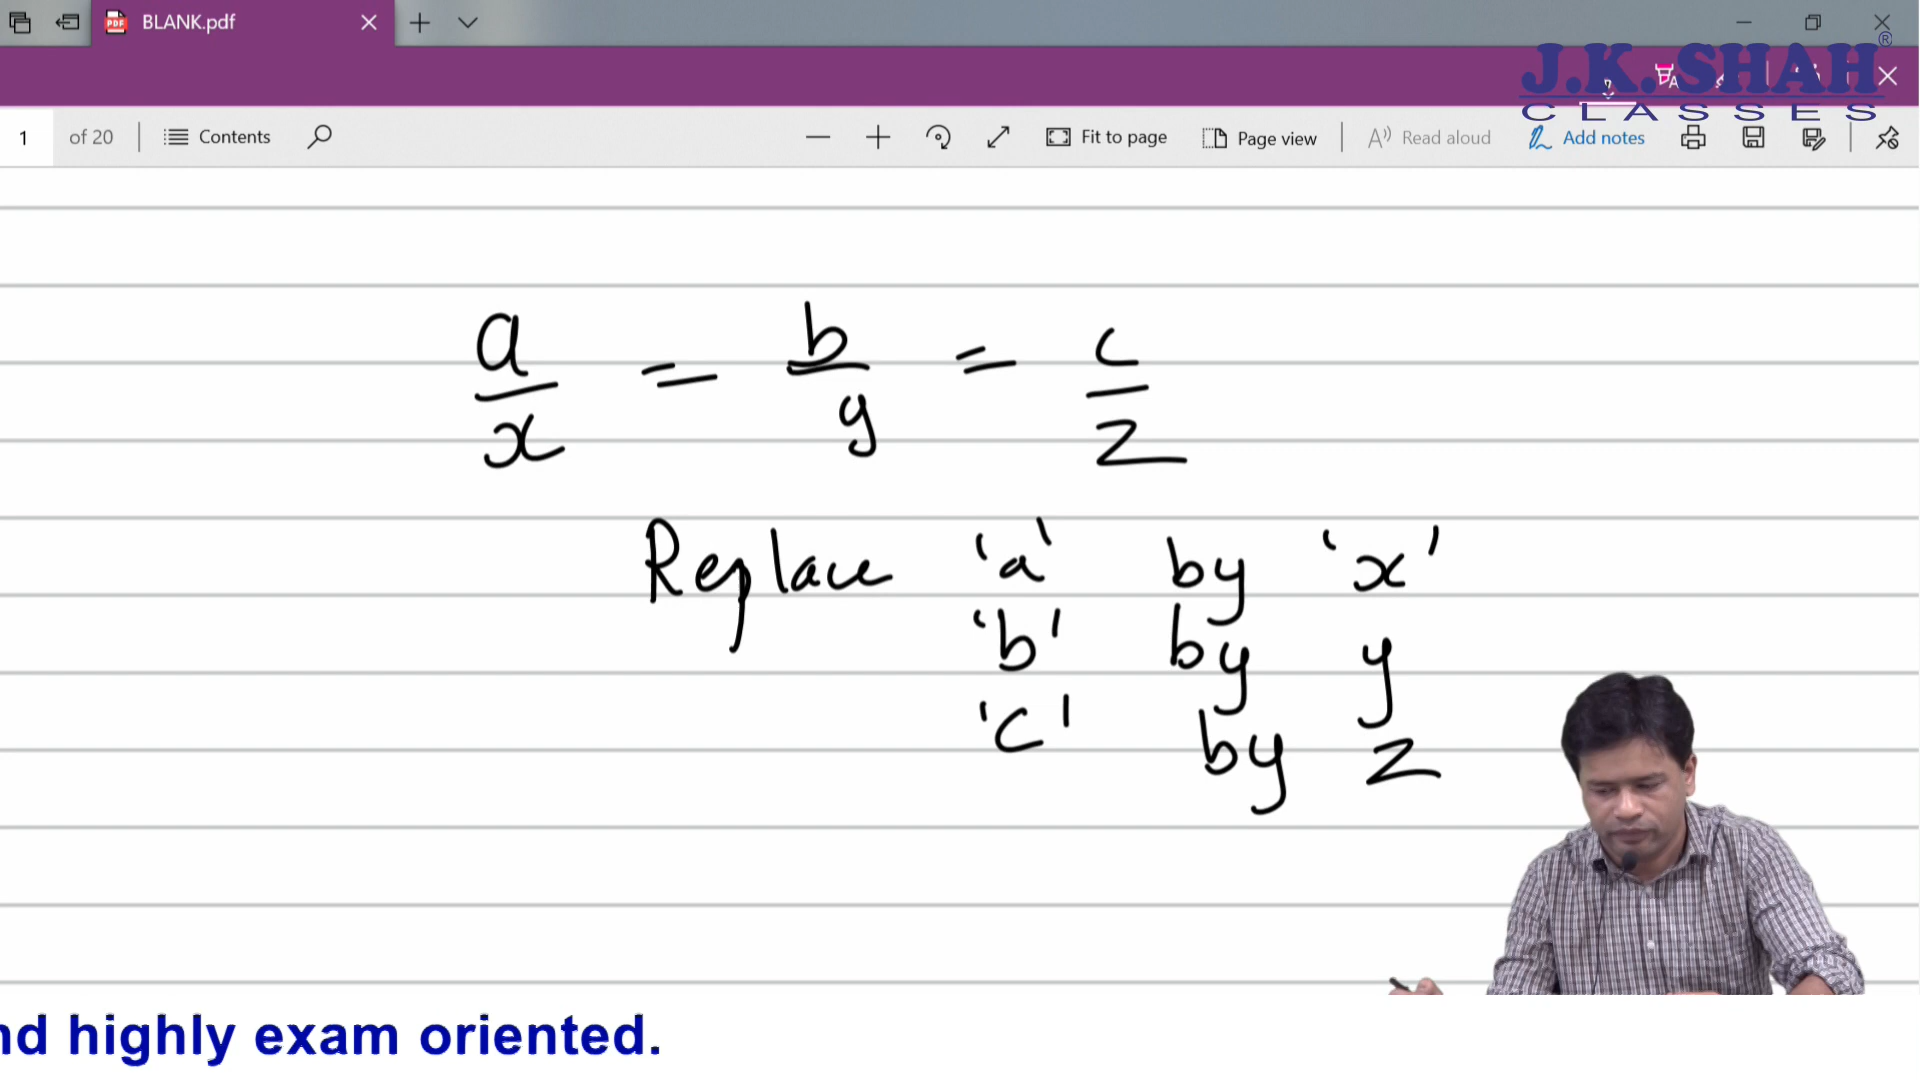 BLANK.pdf
J.K.SHAH®
CLASSES
1 of 20 Contents Fit to page Page view Read aloud Add notes
a/x = b/y = c/z
Replace 'a' by 'x'
'b' by y
'c' by z
nd highly exam oriented.